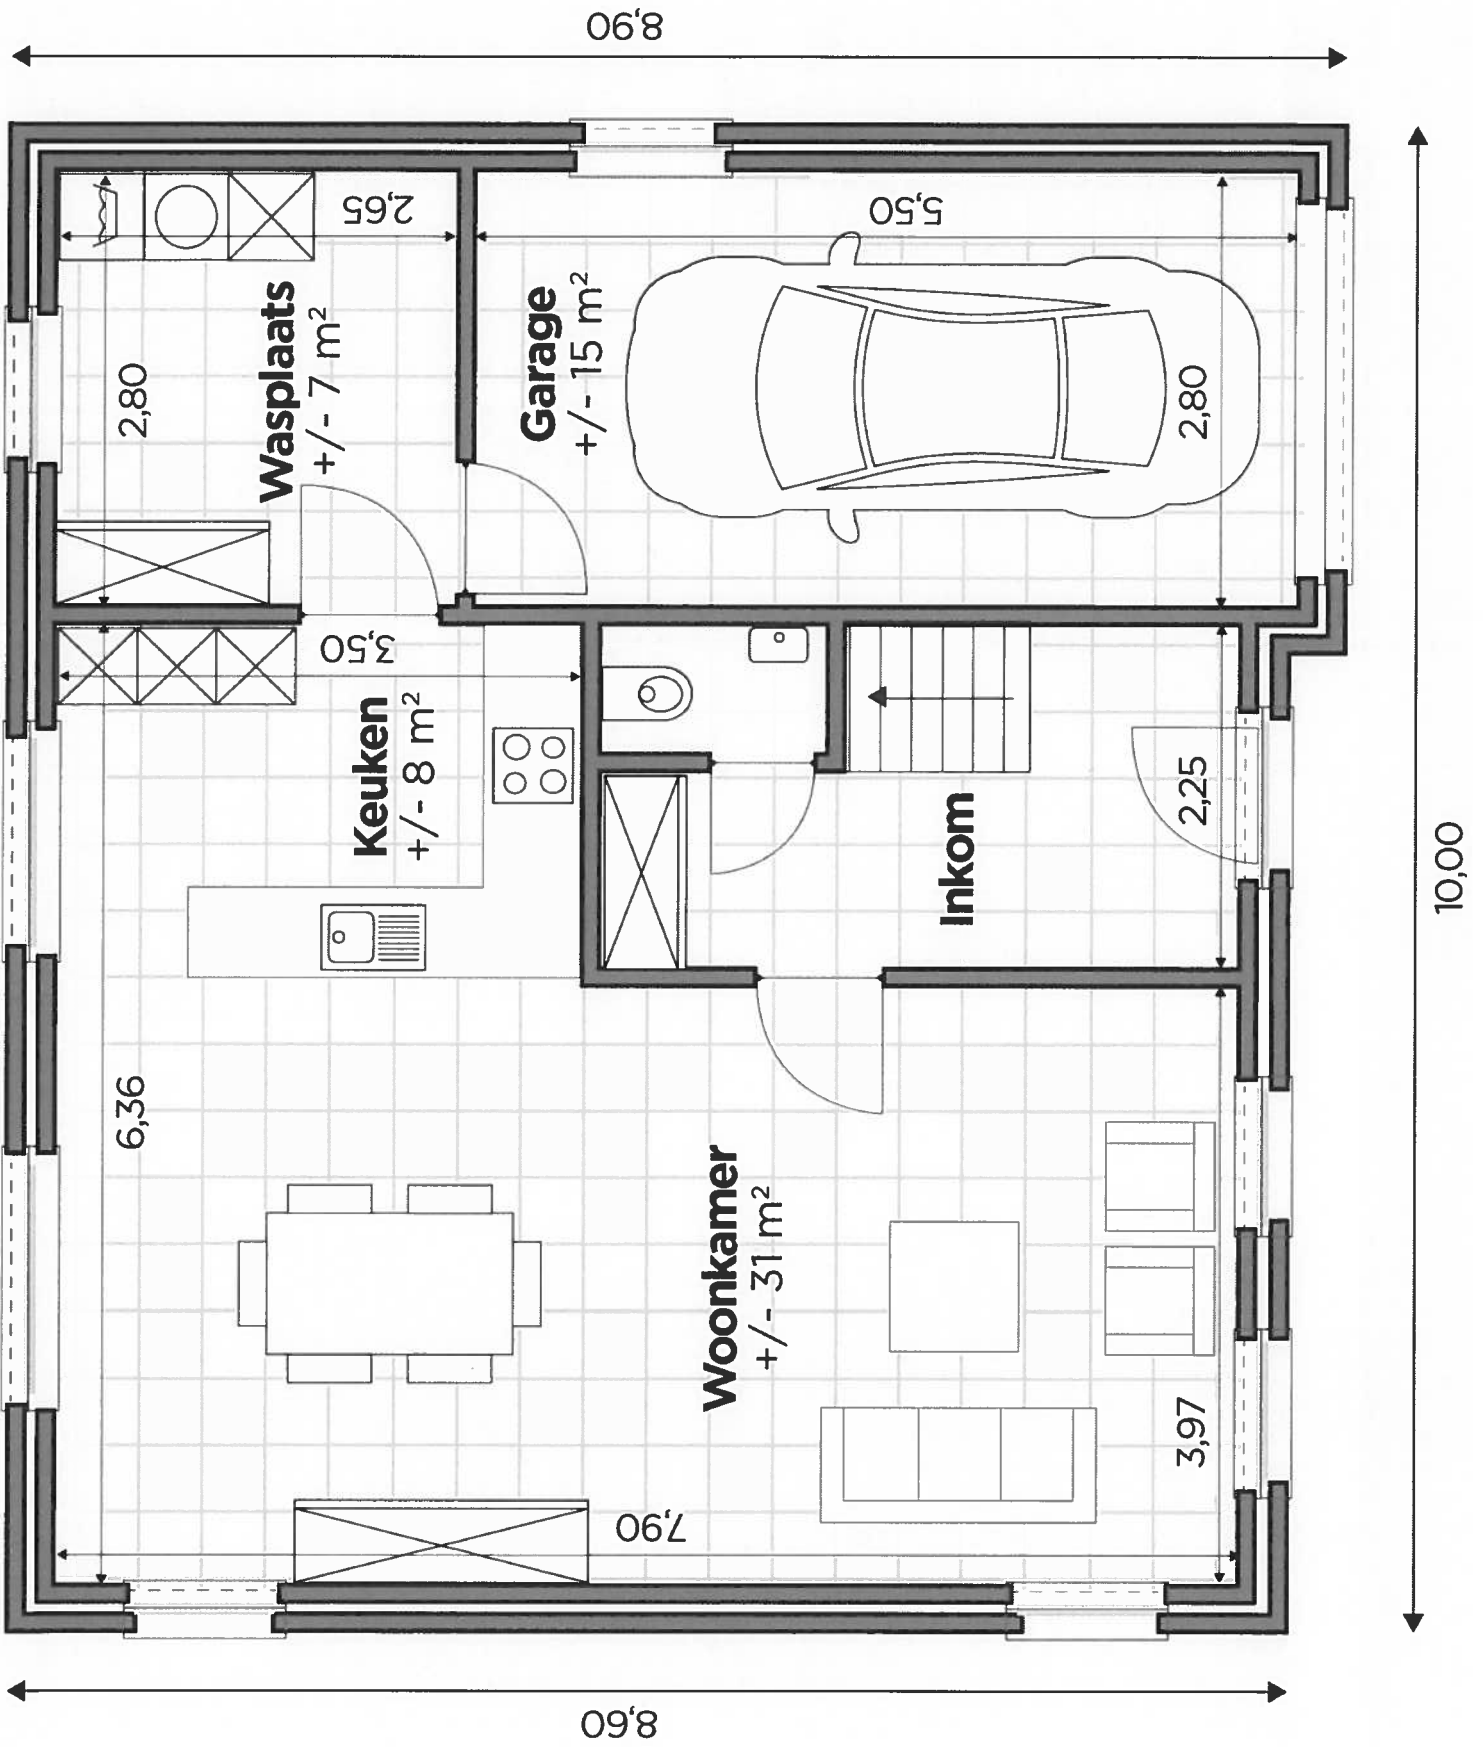 8,90
2,65
5,50
Wasplaats
+/- 7 m²
2,80
Garage
+/- 15 m²
2,80
3,50
Keuken
+/- 8 m²
Inkom
2,25
10,00
6,36
Woonkamer
+/- 31 m²
3,97
7,90
8,60